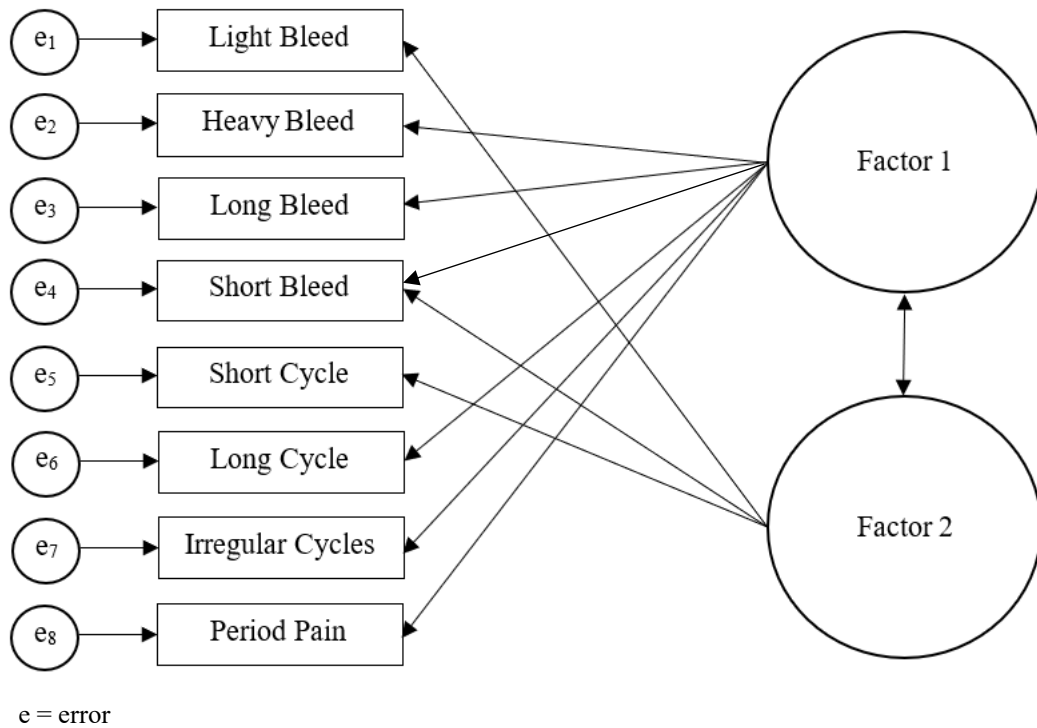 e₁
Light Bleed
e₂
Heavy Bleed
e₃
Long Bleed
e₄
Short Bleed
e₅
Short Cycle
e₆
Long Cycle
e₇
Irregular Cycles
e₈
Period Pain
Factor 1
Factor 2
e = error